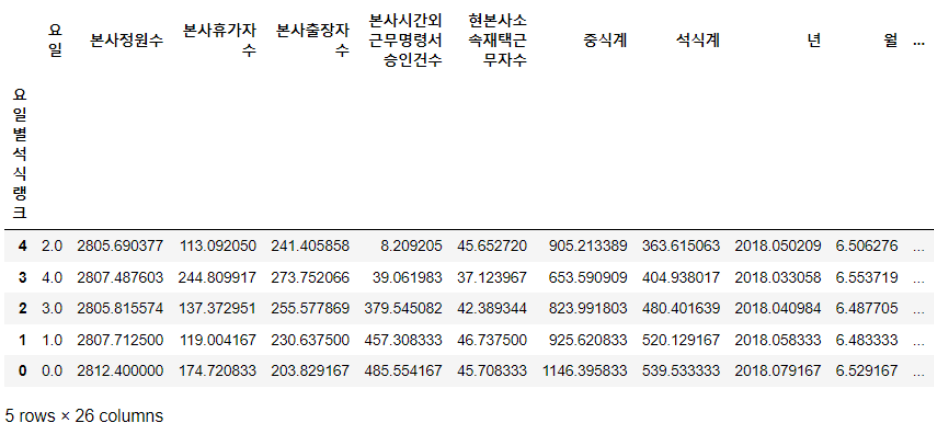 요일 본사정원수 본사휴가자수 본사출장자수 본사시간외근무명령서승인건수 현본사소속재택근무자수 중식계 석식계 년 월 ...
요일별석식랭크
4 2.0 2805.690377 113.092050 241.405858 8.209205 45.652720 905.213389 363.615063 2018.050209 6.506276 ...
3 4.0 2807.487603 244.809917 273.752066 39.061983 37.123967 653.590909 404.938017 2018.033058 6.553719 ...
2 3.0 2805.815574 137.372951 255.577869 379.545082 42.389344 823.991803 480.401639 2018.040984 6.487705 ...
1 1.0 2807.712500 119.004167 230.637500 457.308333 46.737500 925.620833 520.129167 2018.058333 6.483333 ...
0 0.0 2812.400000 174.720833 203.829167 485.554167 45.708333 1146.395833 539.533333 2018.079167 6.529167 ...
5 rows × 26 columns